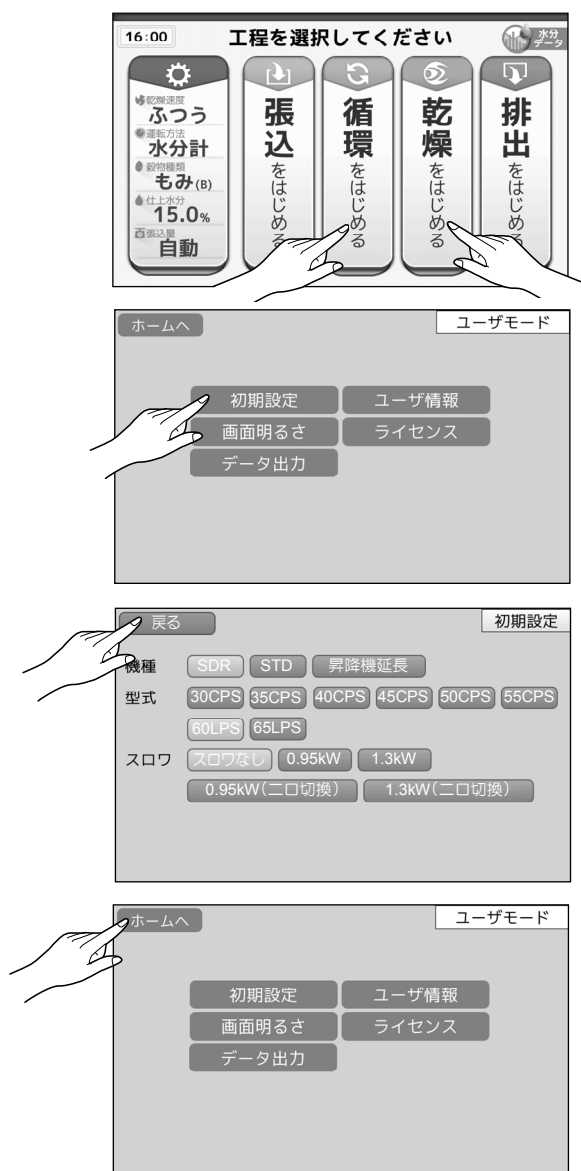 16:00
工程を選択してください
水分
データ
乾燥速度
ふつう
運転方法
水分計
穀物種類
もみ(B)
仕上水分
15.0%
張込量
自動
張込をはじめる
循環をはじめる
乾燥をはじめる
排出をはじめる
ホームへ
ユーザモード
初期設定
ユーザ情報
画面明るさ
ライセンス
データ出力
戻る
初期設定
機種 SDR STD 昇降機延長
型式 30CPS 35CPS 40CPS 45CPS 50CPS 55CPS
60LPS 65LPS
スロワ スロワなし 0.95kW 1.3kW
0.95kW(二口切換) 1.3kW(二口切換)
ホームへ
ユーザモード
初期設定
ユーザ情報
画面明るさ
ライセンス
データ出力